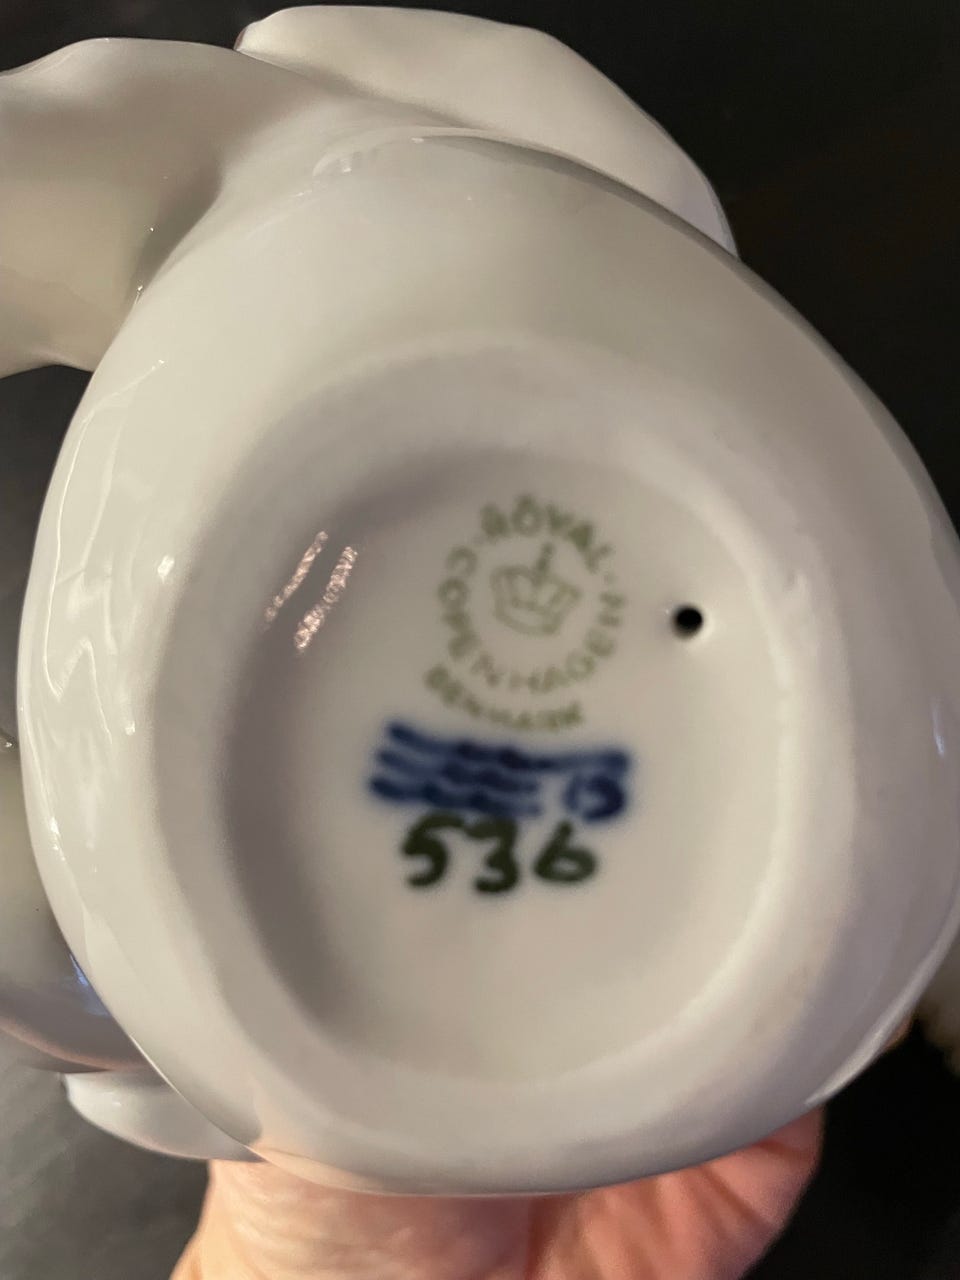 ROYAL
COPENHAGEN
DENMARK
536